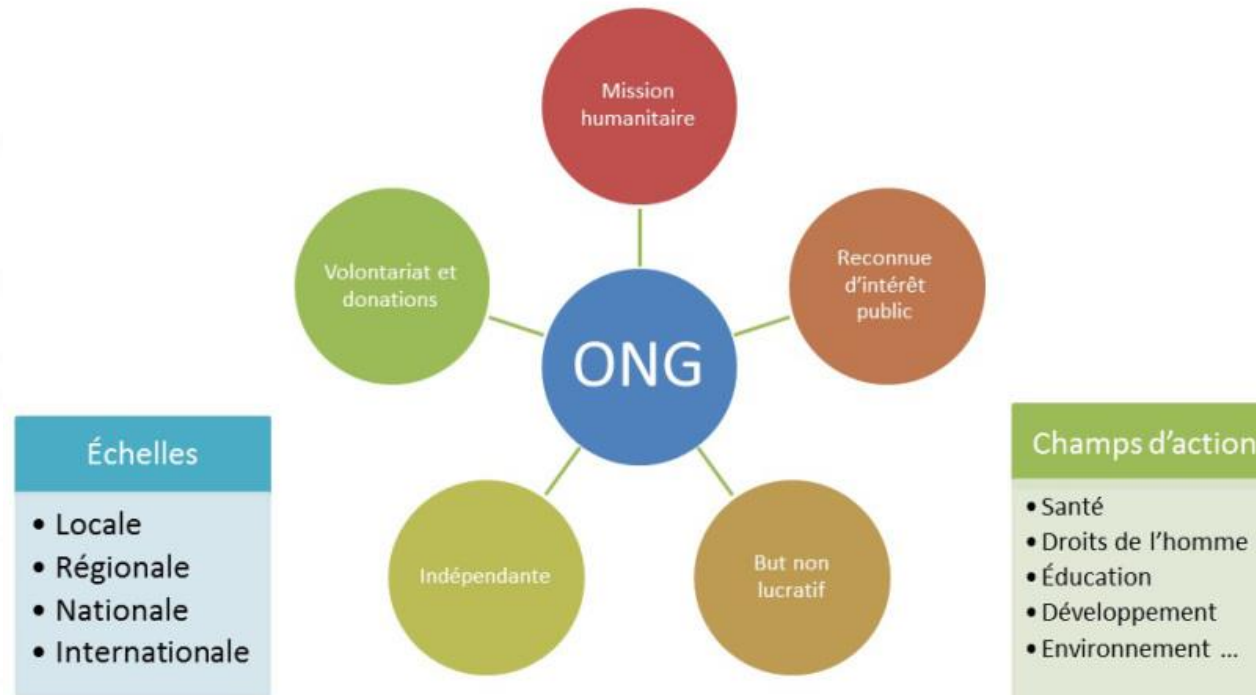 Mission
humanitaire
Volontariat et
donations
Reconnue
d'intérêt
public
ONG
Échelles
• Locale
• Régionale
• Nationale
• Internationale
Indépendante
But non
lucratif
Champs d'action
• Santé
• Droits de l'homme
• Éducation
• Développement
• Environnement ...